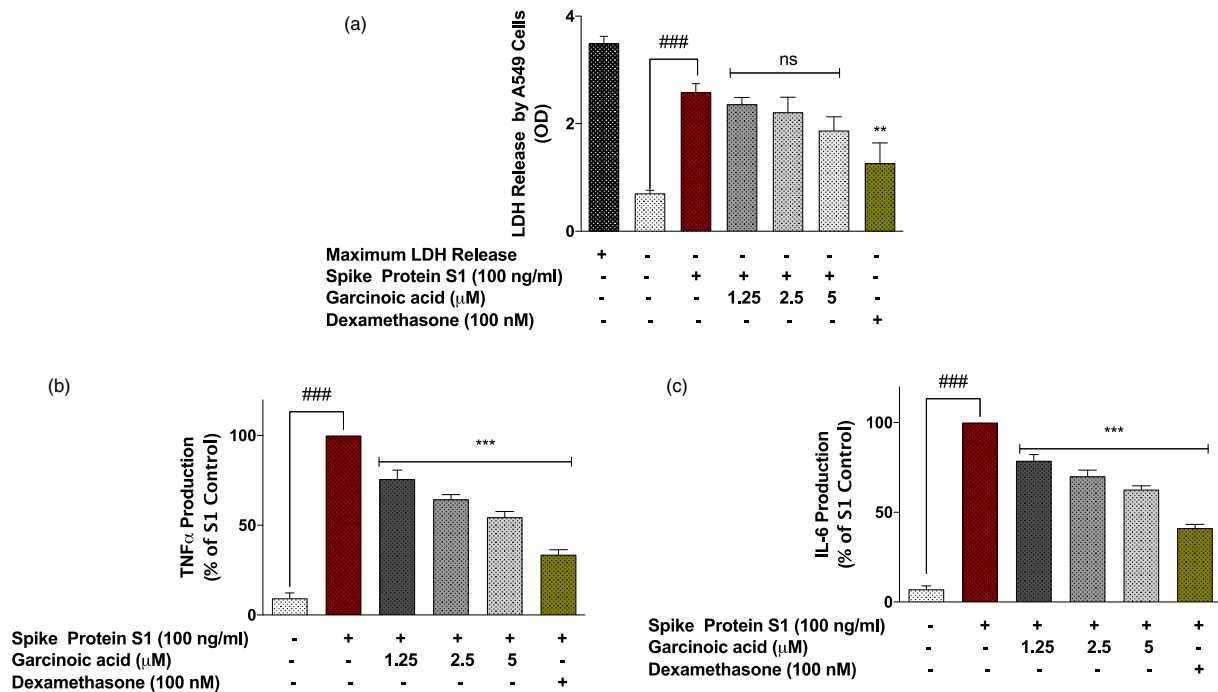 (a)
LDH Release by A549 Cells
(OD)
4
2
0
###
ns
**
Maximum LDH Release + - - - - - -
Spike Protein S1 (100 ng/ml) - - + + + + -
Garcinoic acid (μM) - - - 1.25 2.5 5 -
Dexamethasone (100 nM) - - - - - - +
(b)
TNFα Production
(% of S1 Control)
100
50
0
###
***
Spike Protein S1 (100 ng/ml) - + + + + +
Garcinoic acid (μM) - - 1.25 2.5 5 -
Dexamethasone (100 nM) - - - - - +
(c)
IL-6 Production
(% of S1 Control)
100
50
0
###
***
Spike Protein S1 (100 ng/ml) - + + + + +
Garcinoic acid (μM) - - 1.25 2.5 5 -
Dexamethasone (100 nM) - - - - - +